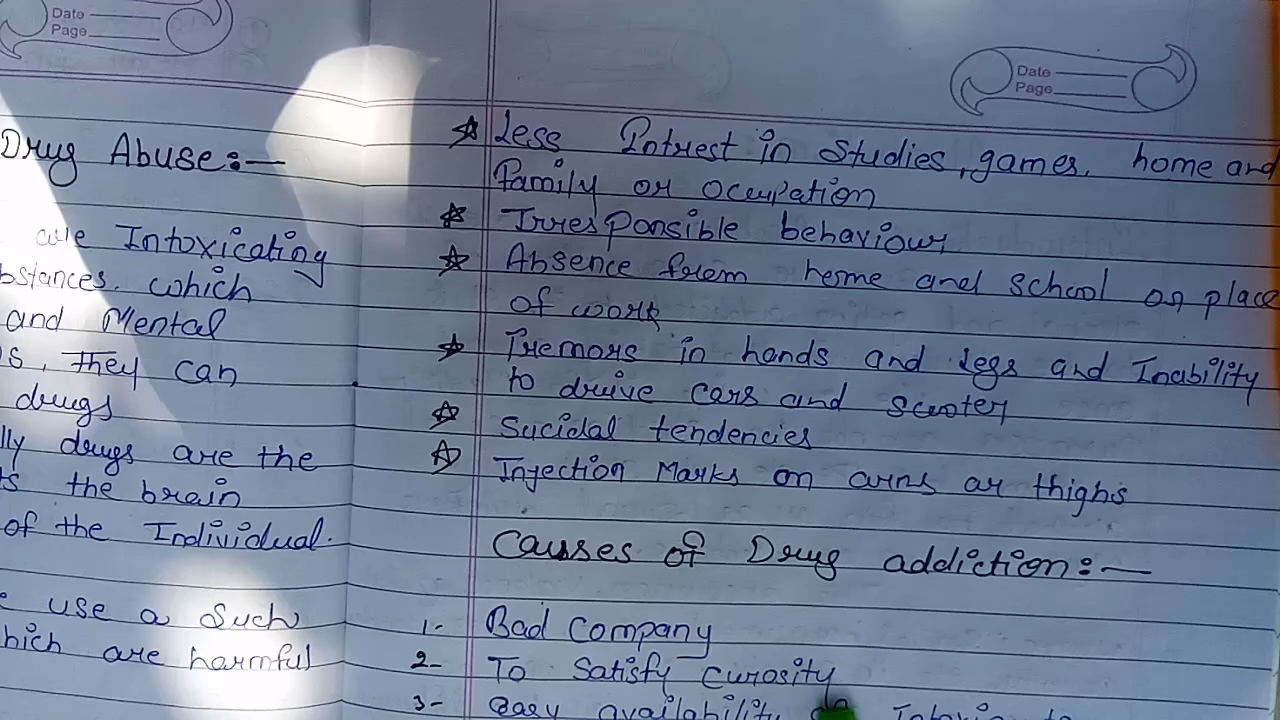 Date
Page
Drug Abuse:-
are Intoxicating
bstances. which
and Mental
s, they can
drugs
lly drugs are the
ts the brain
of the Individual.
use a Such
hich are harmful
Date
Page
☆ Less Intrest in Studies, games, home and
family or Occupation
☆ Irresponsible behaviour
☆ Absence from home and school or place
of work
☆ Tremors in hands and legs and Inability
to drive cars and scooter
☆ Sucidal tendencies
☆ Injection Marks on arms or thighs
Causses of Drug addiction:-
1- Bad Company
2- To Satisfy curosity
3- easy availability